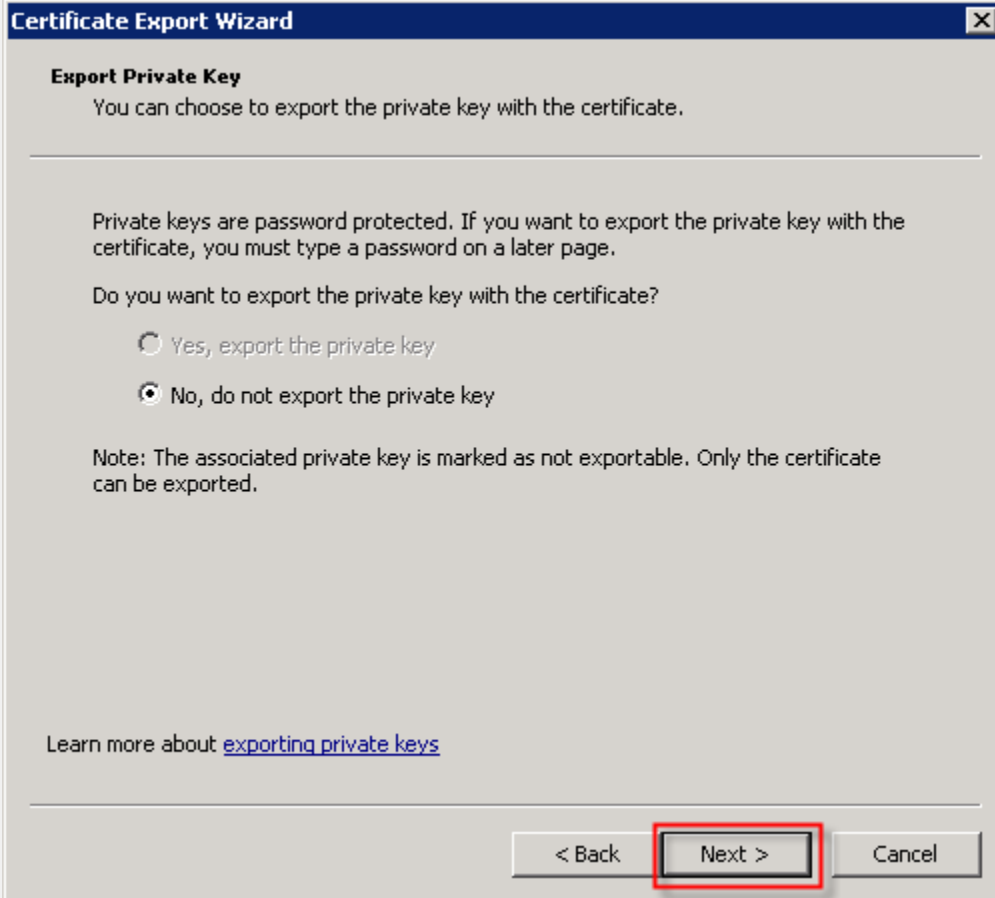 Certificate Export Wizard
Export Private Key
You can choose to export the private key with the certificate.
Private keys are password protected. If you want to export the private key with the
certificate, you must type a password on a later page.
Do you want to export the private key with the certificate?
Yes, export the private key
No, do not export the private key
Note: The associated private key is marked as not exportable. Only the certificate
can be exported.
Learn more about exporting private keys
< Back Next > Cancel